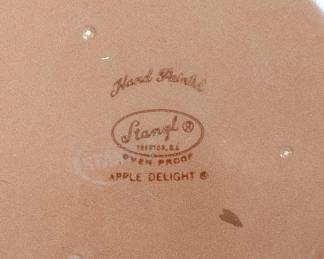 Hand Painted
Stangl ®
TRENTON, N.J.
OVEN PROOF
APPLE DELIGHT ®